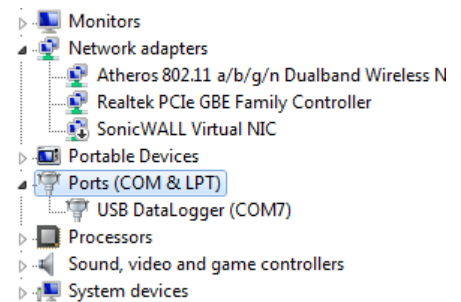 Monitors
Network adapters
Atheros 802.11 a/b/g/n Dualband Wireless N
Realtek PCIe GBE Family Controller
SonicWALL Virtual NIC
Portable Devices
Ports (COM & LPT)
USB DataLogger (COM7)
Processors
Sound, video and game controllers
System devices